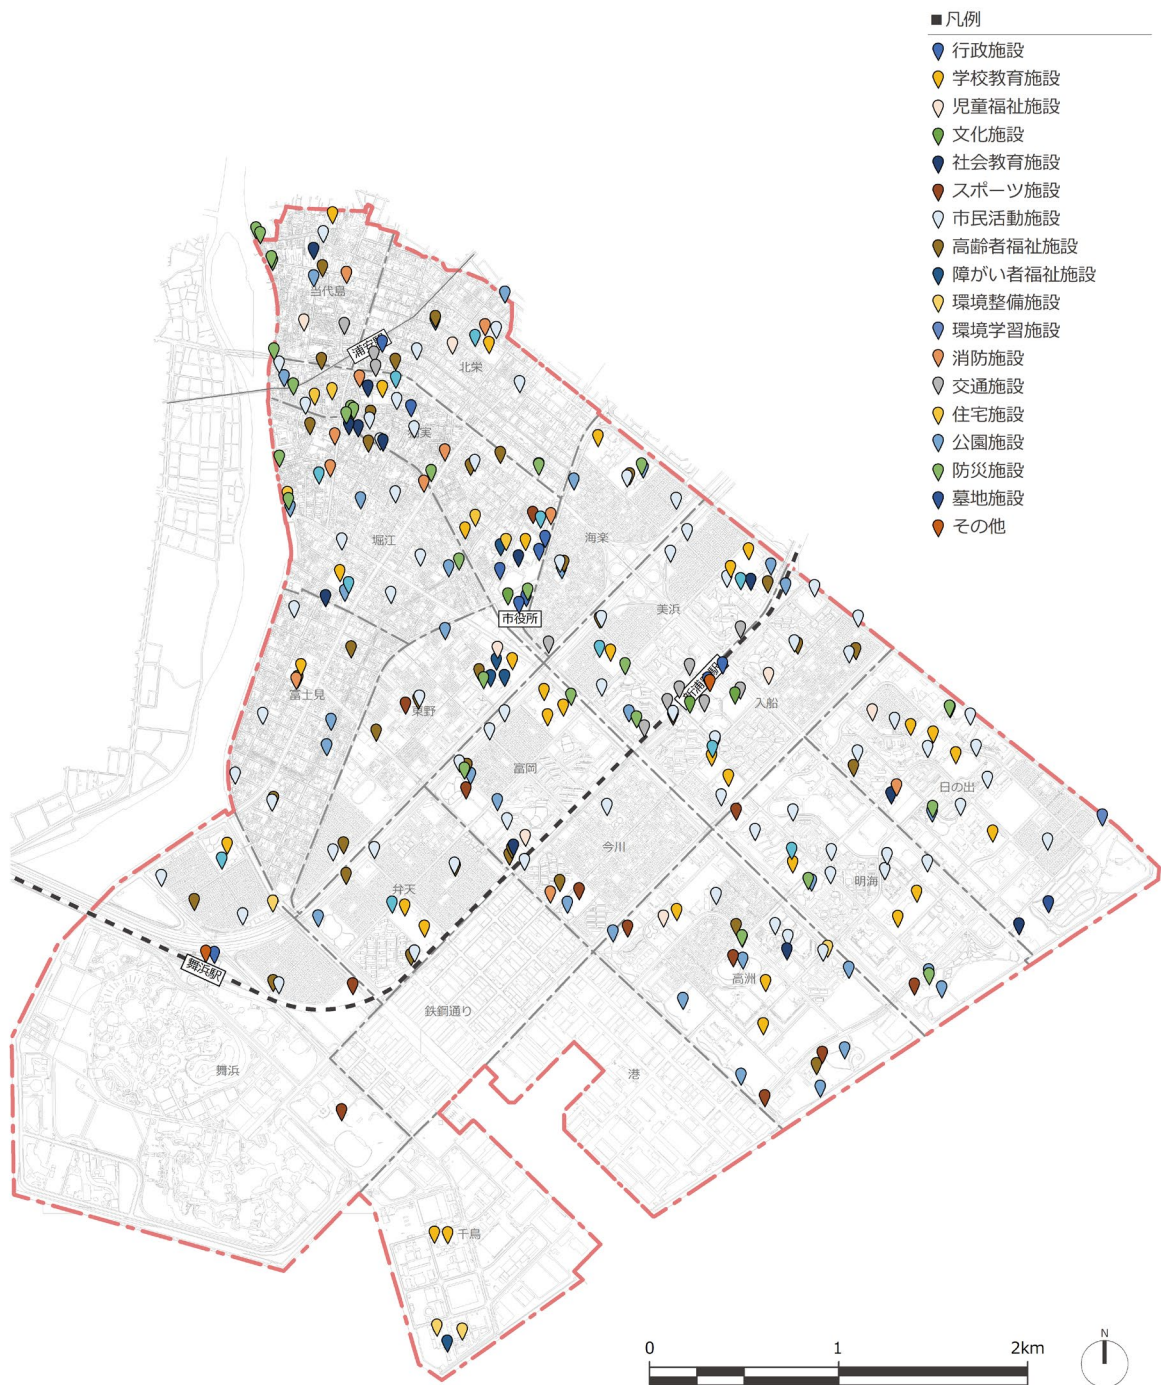 ■凡例
行政施設
学校教育施設
児童福祉施設
文化施設
社会教育施設
スポーツ施設
市民活動施設
高齢者福祉施設
障がい者福祉施設
環境整備施設
環境学習施設
消防施設
交通施設
住宅施設
公園施設
防災施設
墓地施設
その他
当代島
浦安駅
北栄
猫実
海楽
堀江
美浜
市役所
新浦安駅
入船
富士見
東野
富岡
日の出
今川
明海
弁天
舞浜駅
高洲
鉄鋼通り
舞浜
港
千鳥
0 1 2km
N